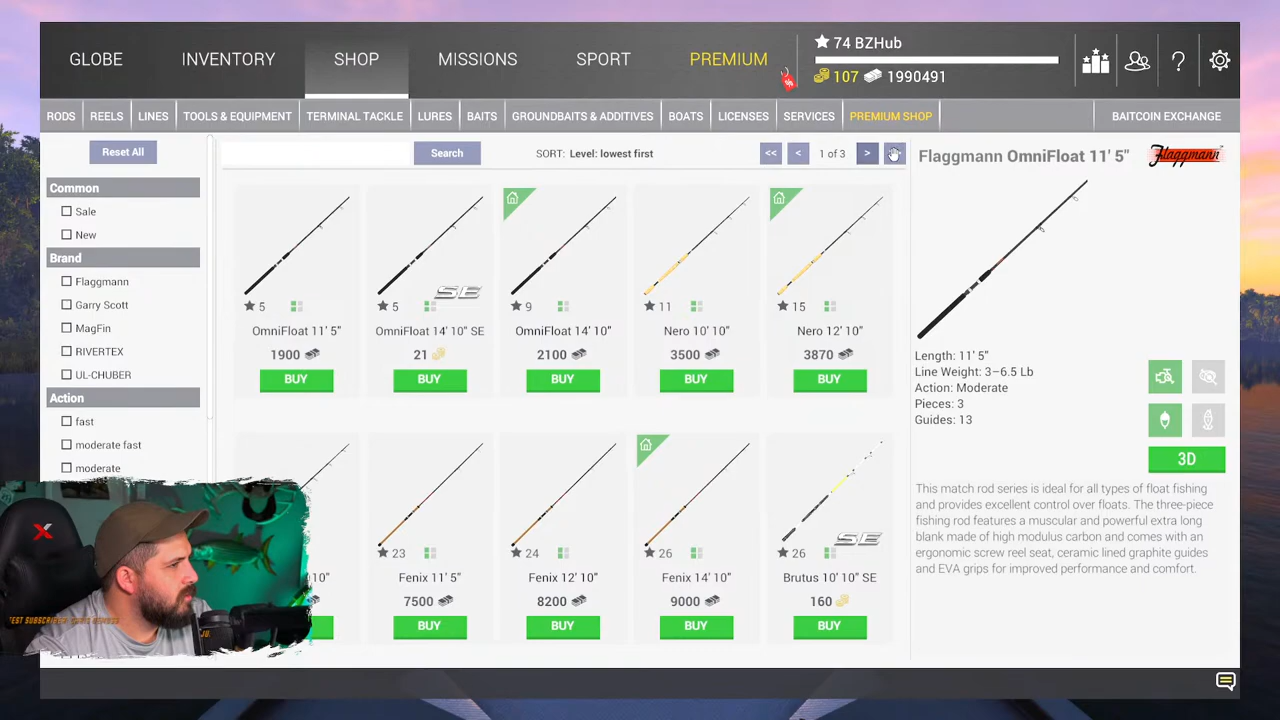 GLOBE
INVENTORY
SHOP
MISSIONS
SPORT
PREMIUM
%
74 BZHub
107 1990491
?
RODS
REELS
LINES
TOOLS & EQUIPMENT
TERMINAL TACKLE
LURES
BAITS
GROUNDBAITS & ADDITIVES
BOATS
LICENSES
SERVICES
PREMIUM SHOP
BAITCOIN EXCHANGE
Reset All
Search
SORT: Level: lowest first
<<
<
1 of 3
>
Common
Sale
New
Brand
Flaggmann
Garry Scott
MagFin
RIVERTEX
UL-CHUBER
Action
fast
moderate fast
moderate
5
OmniFloat 11' 5"
1900
BUY
SE
5
OmniFloat 14' 10" SE
21
BUY
9
OmniFloat 14' 10"
2100
BUY
11
Nero 10' 10"
3500
BUY
15
Nero 12' 10"
3870
BUY
10"
23
Fenix 11' 5"
7500
BUY
24
Fenix 12' 10"
8200
BUY
26
Fenix 14' 10"
9000
BUY
SE
26
Brutus 10' 10" SE
160
BUY
Flaggmann OmniFloat 11' 5"
Flaggmann
Length: 11' 5"
Line Weight: 3–6.5 Lb
Action: Moderate
Pieces: 3
Guides: 13
3D
This match rod series is ideal for all types of float fishing
and provides excellent control over floats. The three-piece
fishing rod features a muscular and powerful extra long
blank made of high modulus carbon and comes with an
ergonomic screw reel seat, ceramic lined graphite guides
and EVA grips for improved performance and comfort.